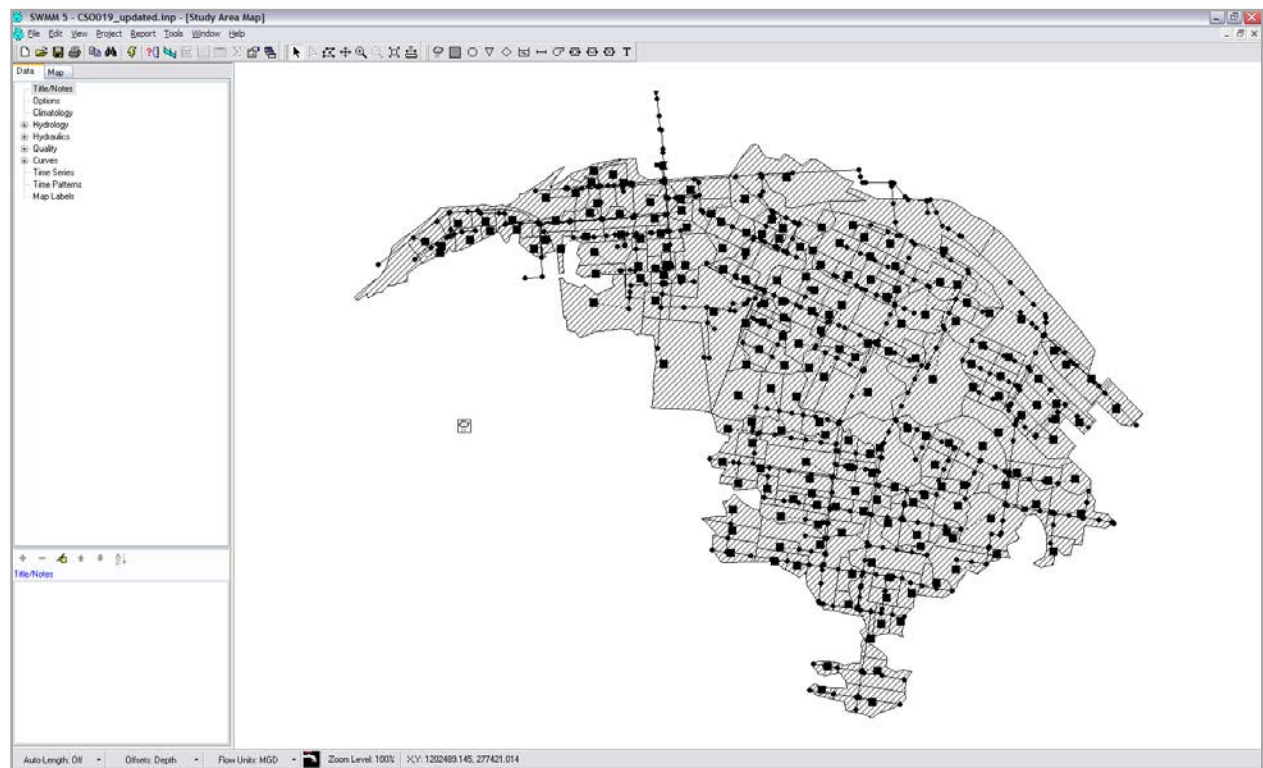 SWMM 5 - CSO019_updated.inp - [Study Area Map]
File Edit View Project Report Tools Window Help
T
Data Map
Title/Notes
Options
Climatology
Hydrology
Hydraulics
Quality
Curves
Time Series
Time Patterns
Map Labels
Title/Notes
Auto-Length: Off Offsets: Depth Flow Units: MGD Zoom Level: 100% X,Y: 1202489.145, 277421.014